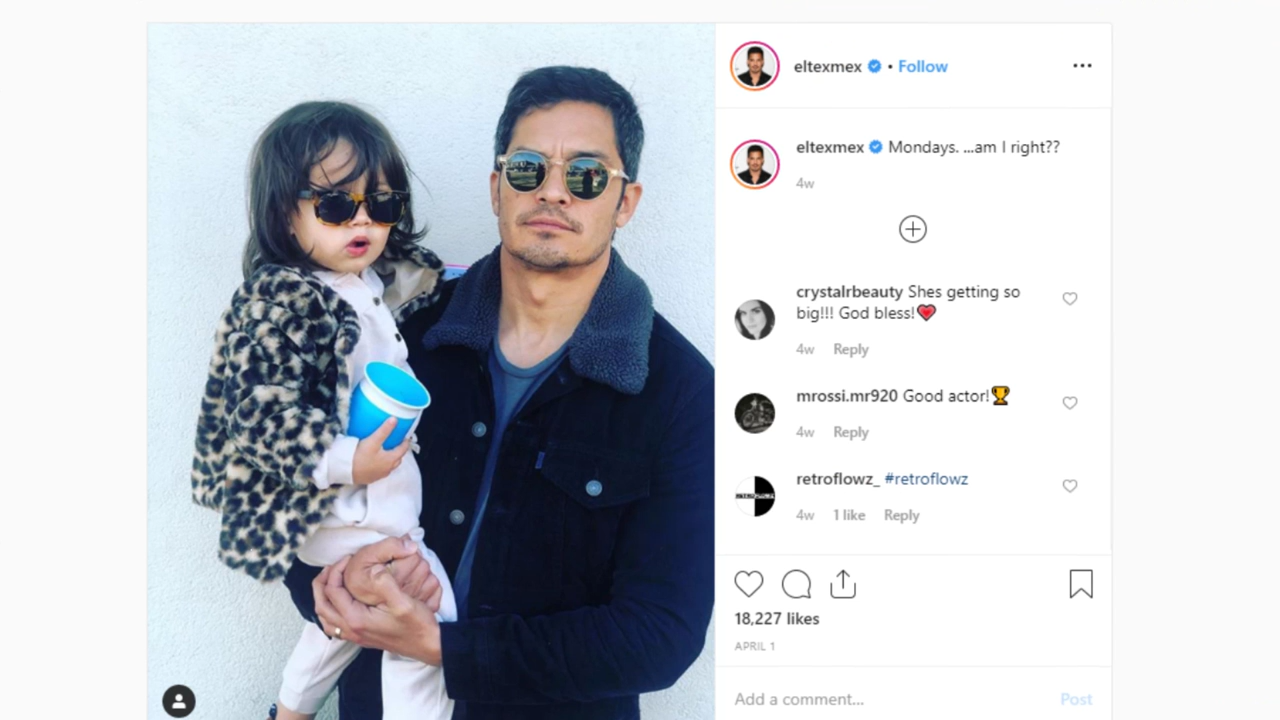 eltexmex • Follow
eltexmex Mondays. ...am I right??
4w
crystalrbeauty Shes getting so
big!!! God bless!💗
4w Reply
mrossi.mr920 Good actor!🏆
4w Reply
retroflowz_ #retroflowz
4w 1 like Reply
18,227 likes
APRIL 1
Add a comment... Post